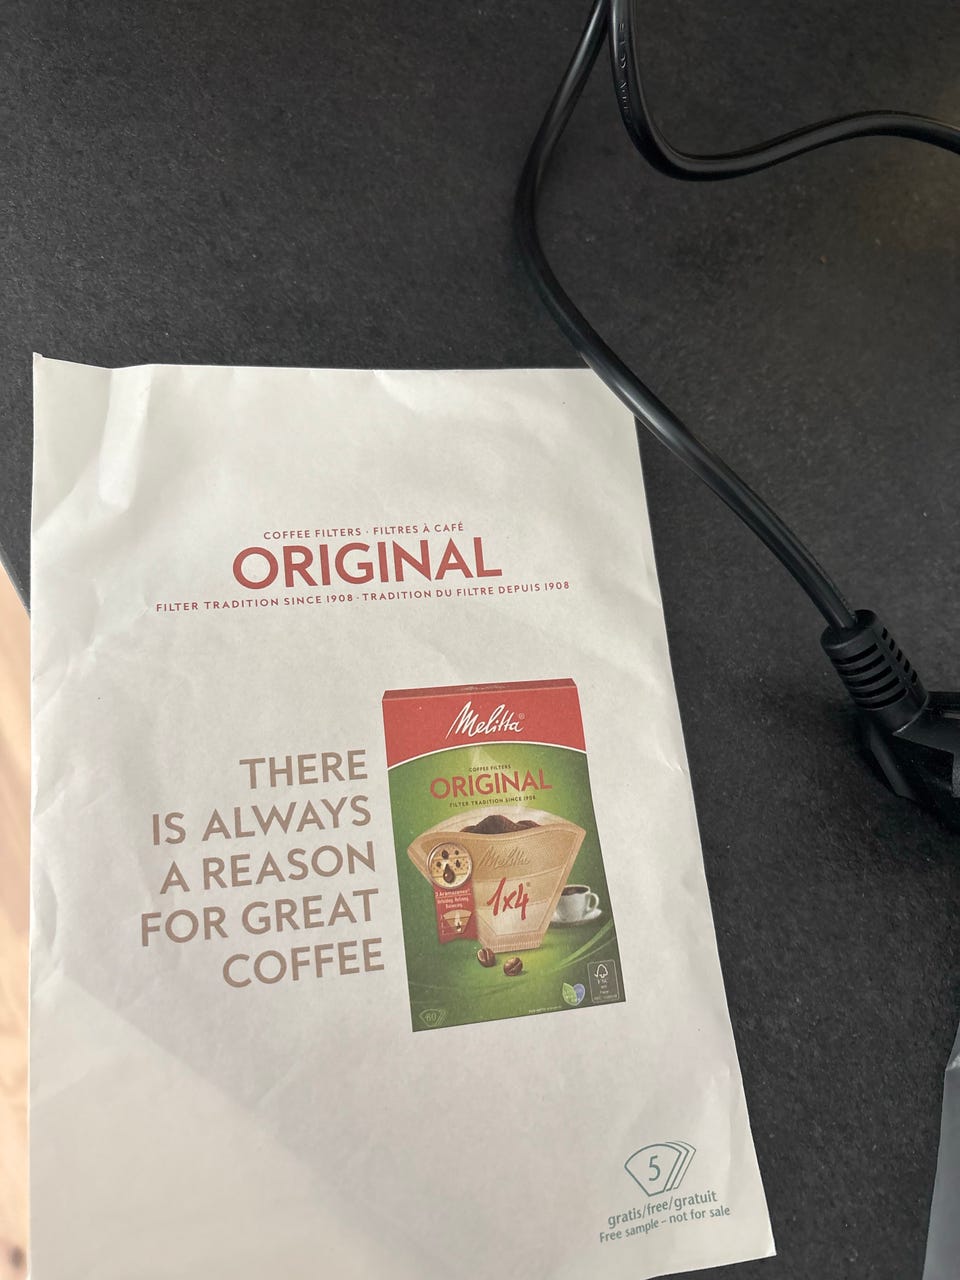 COFFEE FILTERS · FILTRES À CAFÉ
ORIGINAL
FILTER TRADITION SINCE 1908 · TRADITION DU FILTRE DEPUIS 1908
THERE
IS ALWAYS
A REASON
FOR GREAT
COFFEE
Melitta®
COFFEE FILTERS
ORIGINAL
FILTER TRADITION SINCE 1908
Melitta
1x4
60
FSC
5
gratis/free/gratuit
Free sample – not for sale